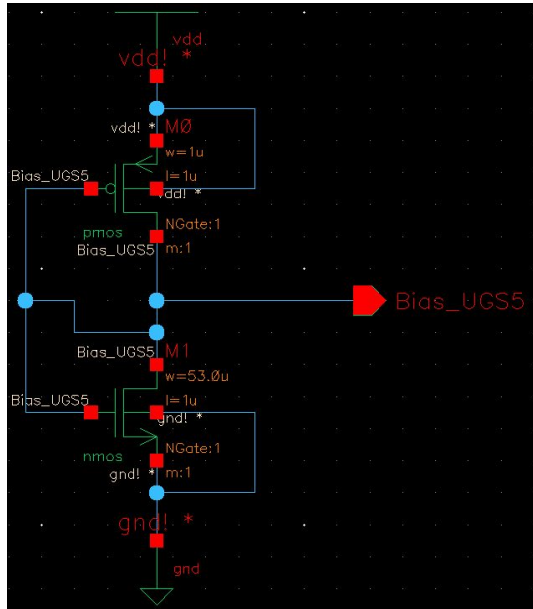 vdd
vdd! *
vdd! *
M0
w=1u
Bias_UGS5
l=1u
vdd! *
NGate:1
pmos
Bias_UGS5
m:1
Bias_UGS5
Bias_UGS5
M1
w=53.0u
Bias_UGS5
l=1u
gnd! *
NGate:1
nmos
gnd! *
m:1
gnd! *
gnd